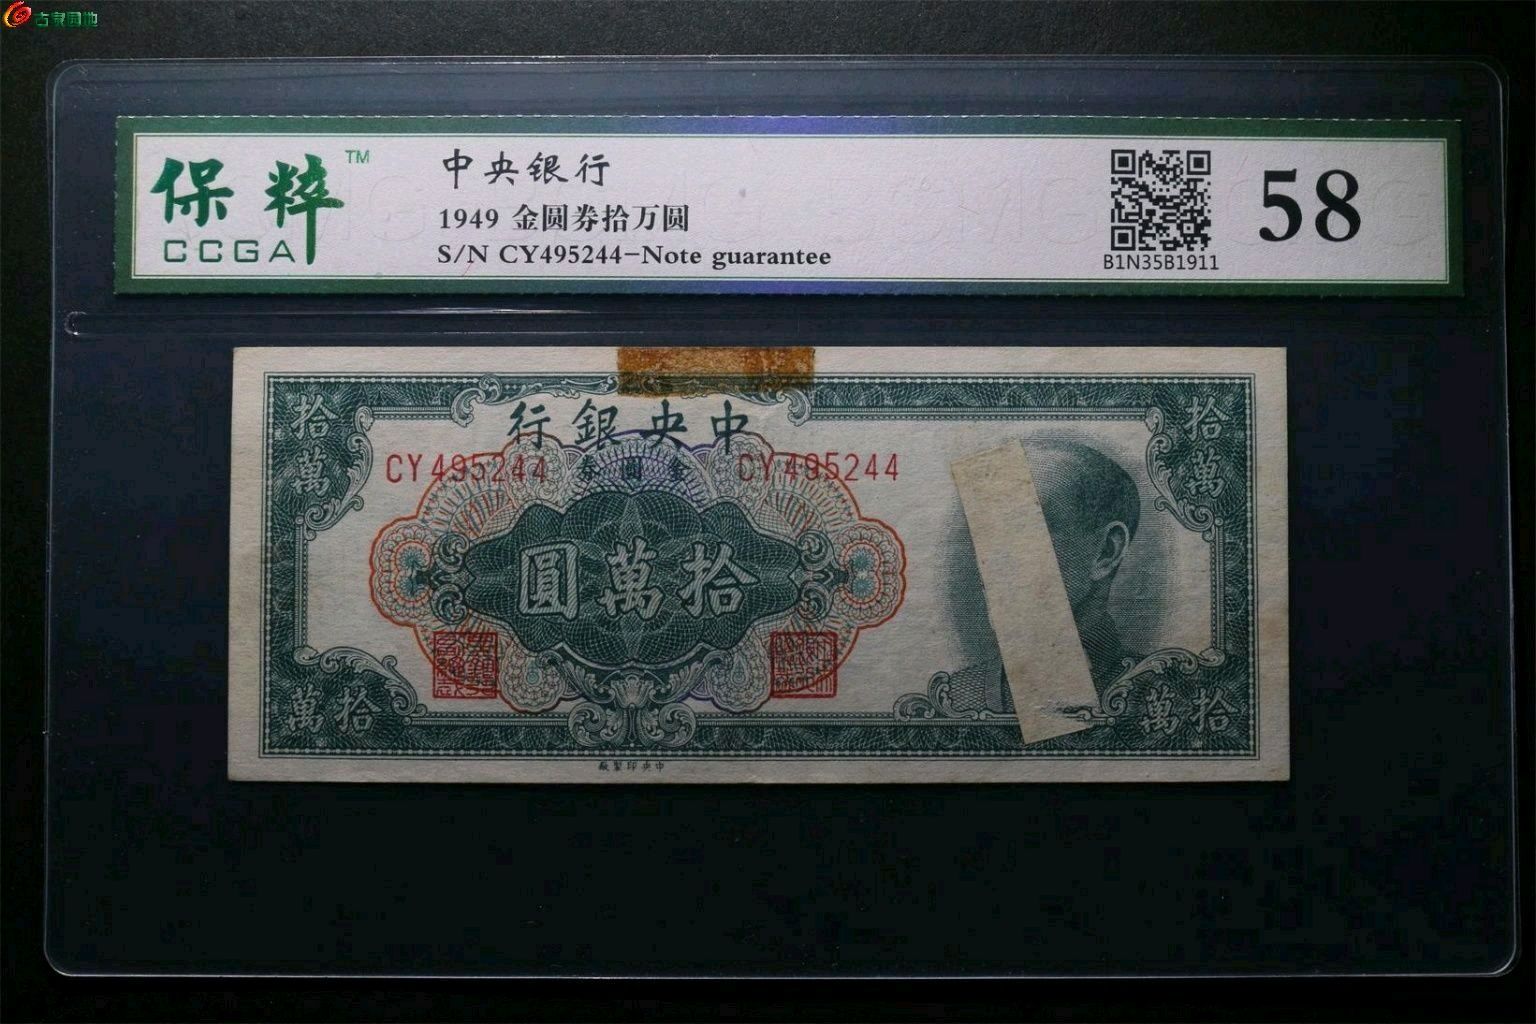 古泉园地
保粹™
CCGA
中央银行
1949 金圆券拾万圆
S/N CY495244-Note guarantee
B1N35B1911
58
拾萬
行銀央中
拾萬
CY495244
券圓金
CY495244
圓萬拾
萬拾
萬拾
廠製印央中